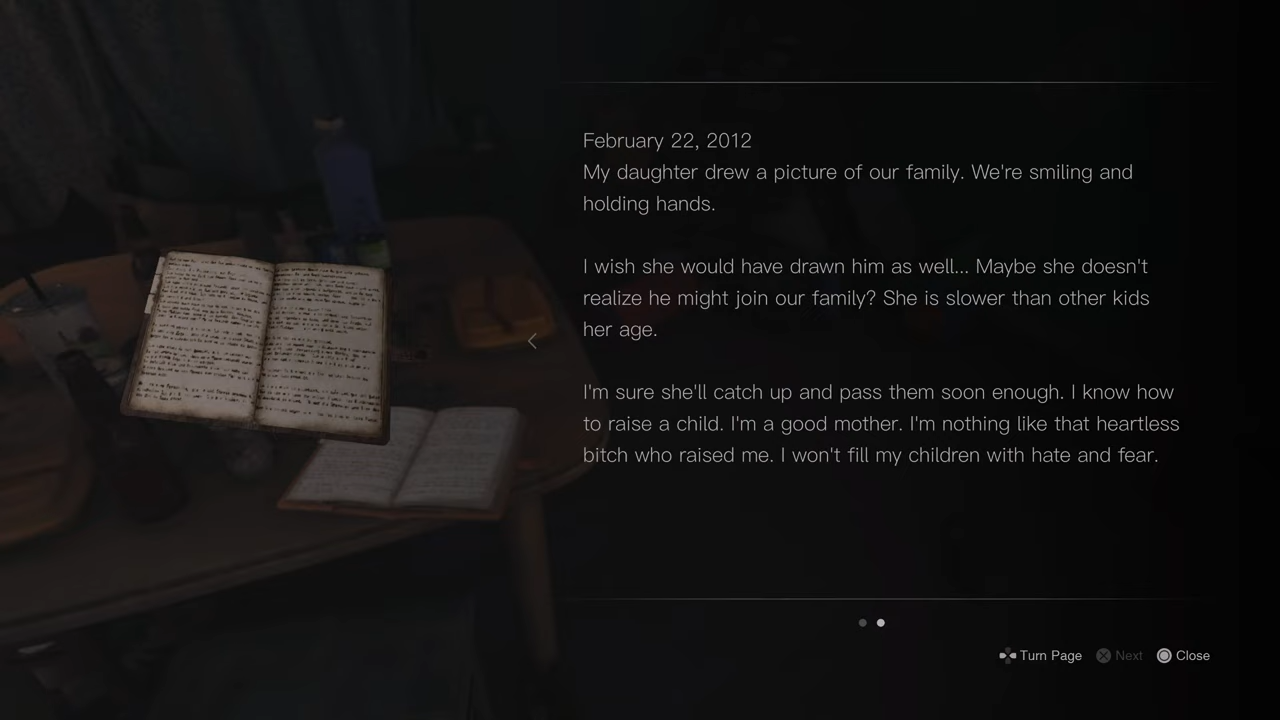 February 22, 2012
My daughter drew a picture of our family. We're smiling and
holding hands.
I wish she would have drawn him as well... Maybe she doesn't
realize he might join our family? She is slower than other kids
her age.
I'm sure she'll catch up and pass them soon enough. I know how
to raise a child. I'm a good mother. I'm nothing like that heartless
bitch who raised me. I won't fill my children with hate and fear.
Turn Page Next Close